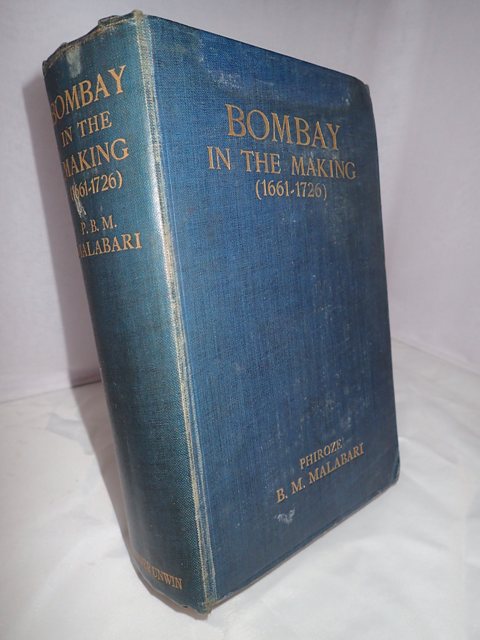 BOMBAY
IN THE
MAKING
(1661-1726)
P. B. M.
MALABARI
UNWIN
BOMBAY
IN THE MAKING
(1661-1726)
PHIROZE
B. M. MALABARI